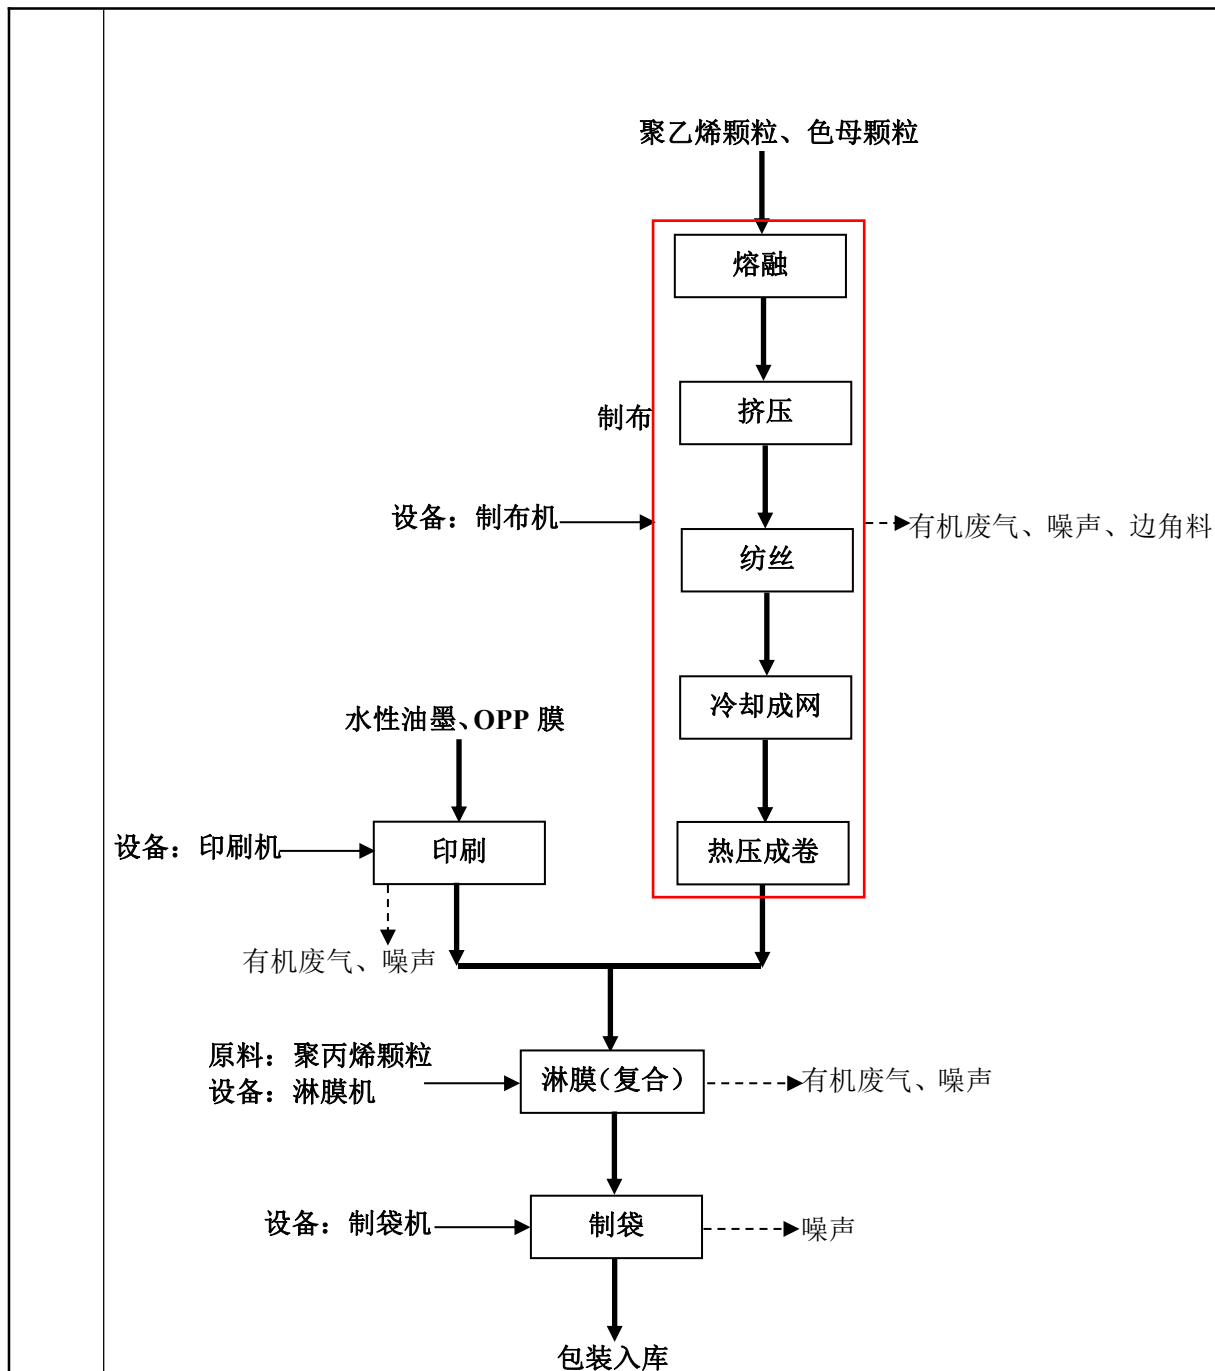 聚乙烯颗粒、色母颗粒
熔融
挤压
制布
设备：制布机
有机废气、噪声、边角料
纺丝
冷却成网
水性油墨、OPP 膜
设备：印刷机
印刷
热压成卷
有机废气、噪声
原料：聚丙烯颗粒
设备：淋膜机
淋膜（复合）
有机废气、噪声
设备：制袋机
制袋
噪声
包装入库